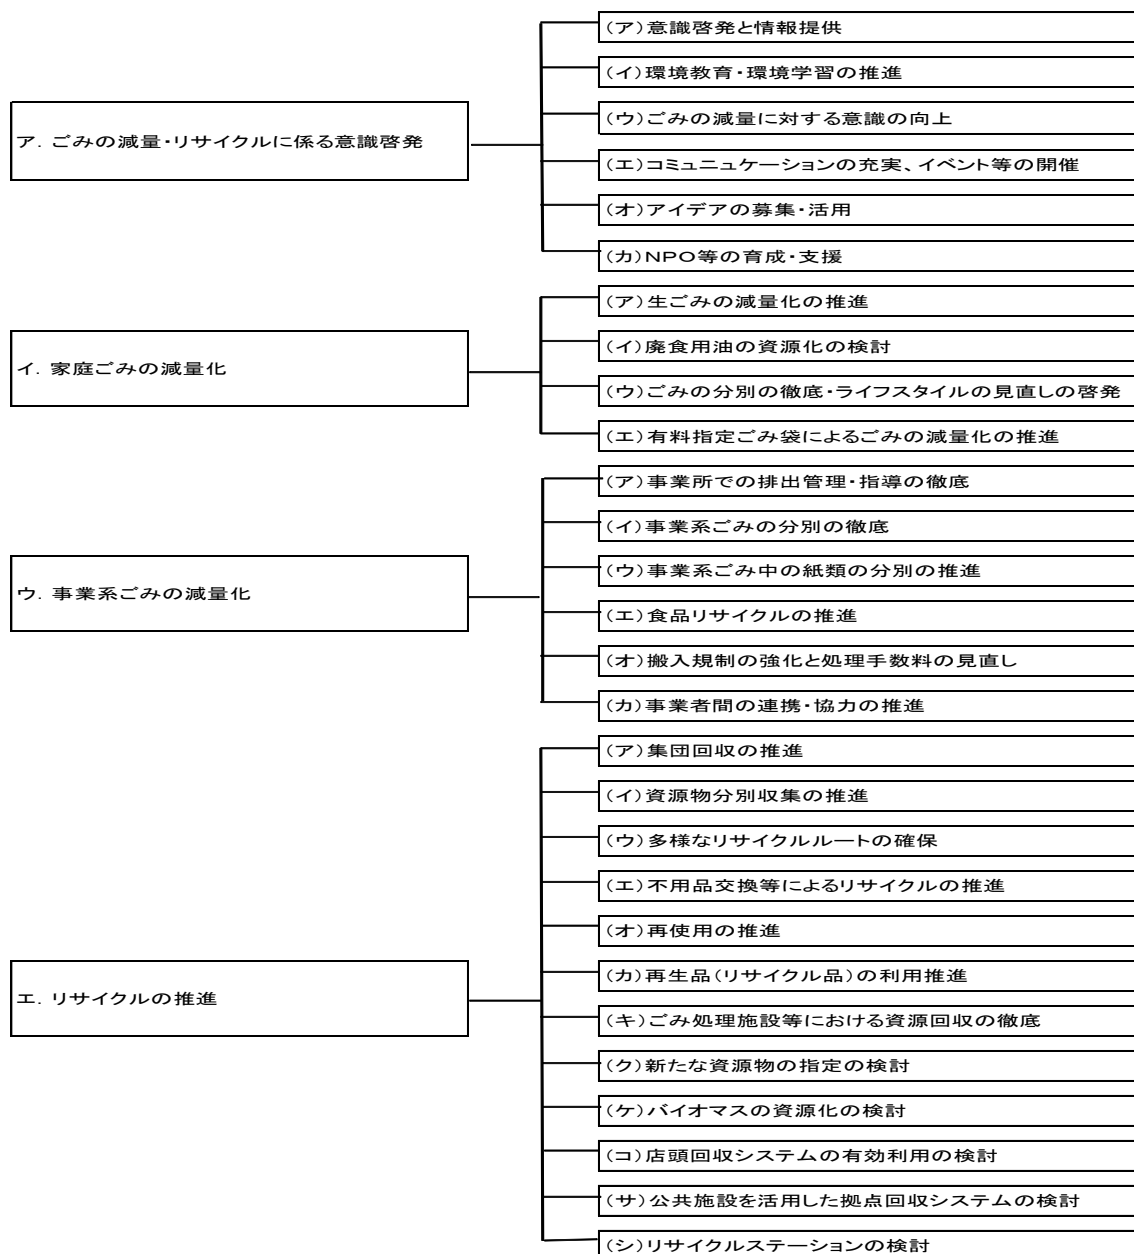 ア. ごみの減量・リサイクルに係る意識啓発
(ア)意識啓発と情報提供
(イ)環境教育・環境学習の推進
(ウ)ごみの減量に対する意識の向上
(エ)コミュニュケーションの充実、イベント等の開催
(オ)アイデアの募集・活用
(カ)NPO等の育成・支援
イ. 家庭ごみの減量化
(ア)生ごみの減量化の推進
(イ)廃食用油の資源化の検討
(ウ)ごみの分別の徹底・ライフスタイルの見直しの啓発
(エ)有料指定ごみ袋によるごみの減量化の推進
ウ. 事業系ごみの減量化
(ア)事業所での排出管理・指導の徹底
(イ)事業系ごみの分別の徹底
(ウ)事業系ごみ中の紙類の分別の推進
(エ)食品リサイクルの推進
(オ)搬入規制の強化と処理手数料の見直し
(カ)事業者間の連携・協力の推進
エ. リサイクルの推進
(ア)集団回収の推進
(イ)資源物分別収集の推進
(ウ)多様なリサイクルルートの確保
(エ)不用品交換等によるリサイクルの推進
(オ)再使用の推進
(カ)再生品(リサイクル品)の利用推進
(キ)ごみ処理施設等における資源回収の徹底
(ク)新たな資源物の指定の検討
(ケ)バイオマスの資源化の検討
(コ)店頭回収システムの有効利用の検討
(サ)公共施設を活用した拠点回収システムの検討
(シ)リサイクルステーションの検討